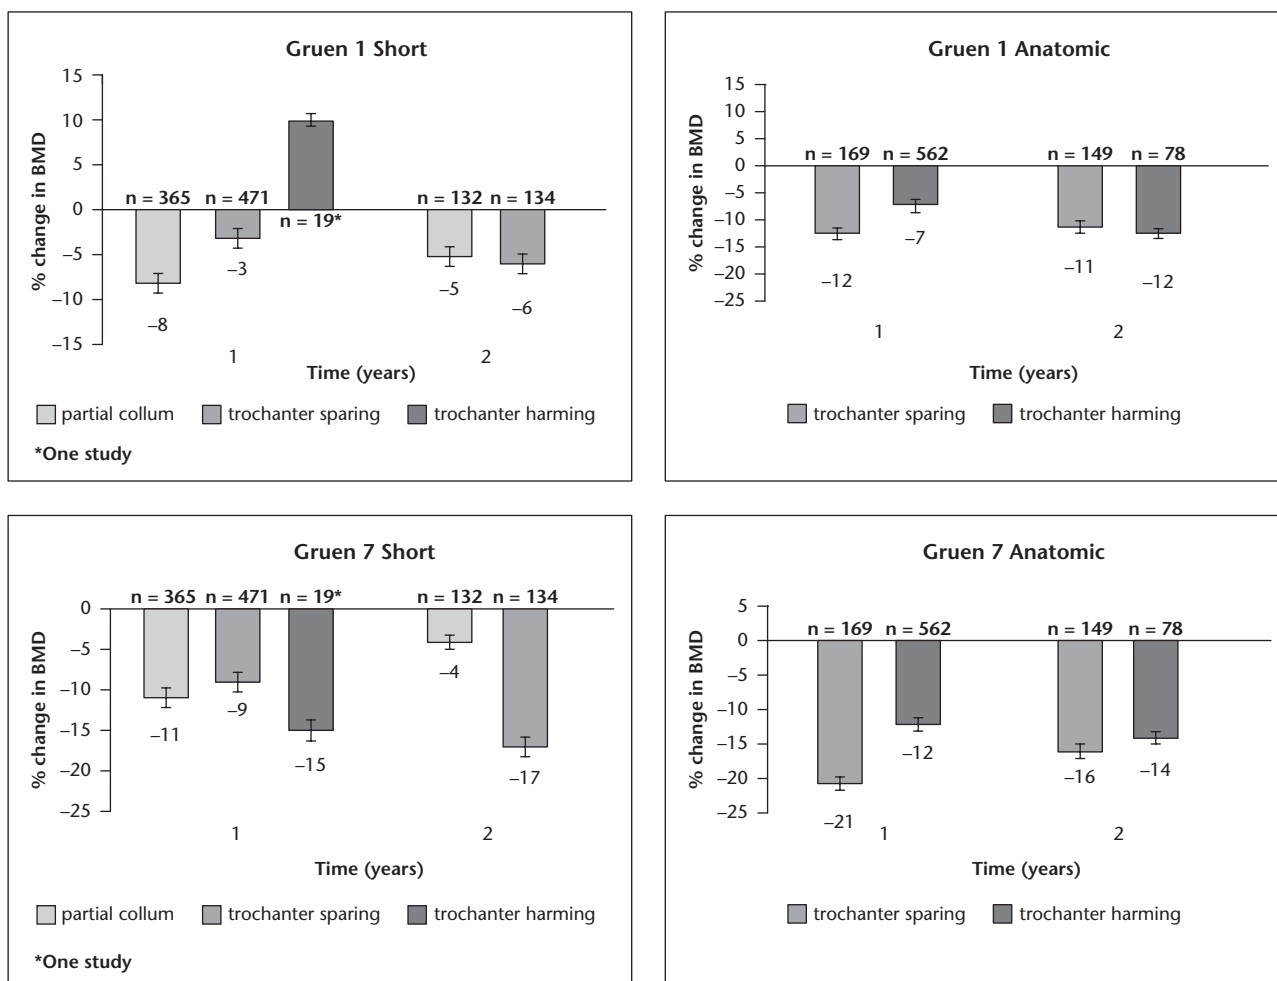 Gruen 1 Short
15
10
5
0
–5
–10
–15
% change in BMD
n = 365 n = 471
n = 19*
n = 132 n = 134
–8
–3
–5
–6
1 2
Time (years)
partial collum trochanter sparing trochanter harming
*One study
Gruen 1 Anatomic
15
10
5
0
–5
–10
–15
–20
–25
% change in BMD
n = 169 n = 562 n = 149 n = 78
–12
–7
–11
–12
1 2
Time (years)
trochanter sparing trochanter harming
Gruen 7 Short
0
–5
–10
–15
–20
–25
% change in BMD
n = 365 n = 471 n = 19* n = 132 n = 134
–11
–9
–15
–4
–17
1 2
Time (years)
partial collum trochanter sparing trochanter harming
*One study
Gruen 7 Anatomic
5
0
–5
–10
–15
–20
–25
% change in BMD
n = 169 n = 562 n = 149 n = 78
–21
–12
–16
–14
1 2
Time (years)
trochanter sparing trochanter harming